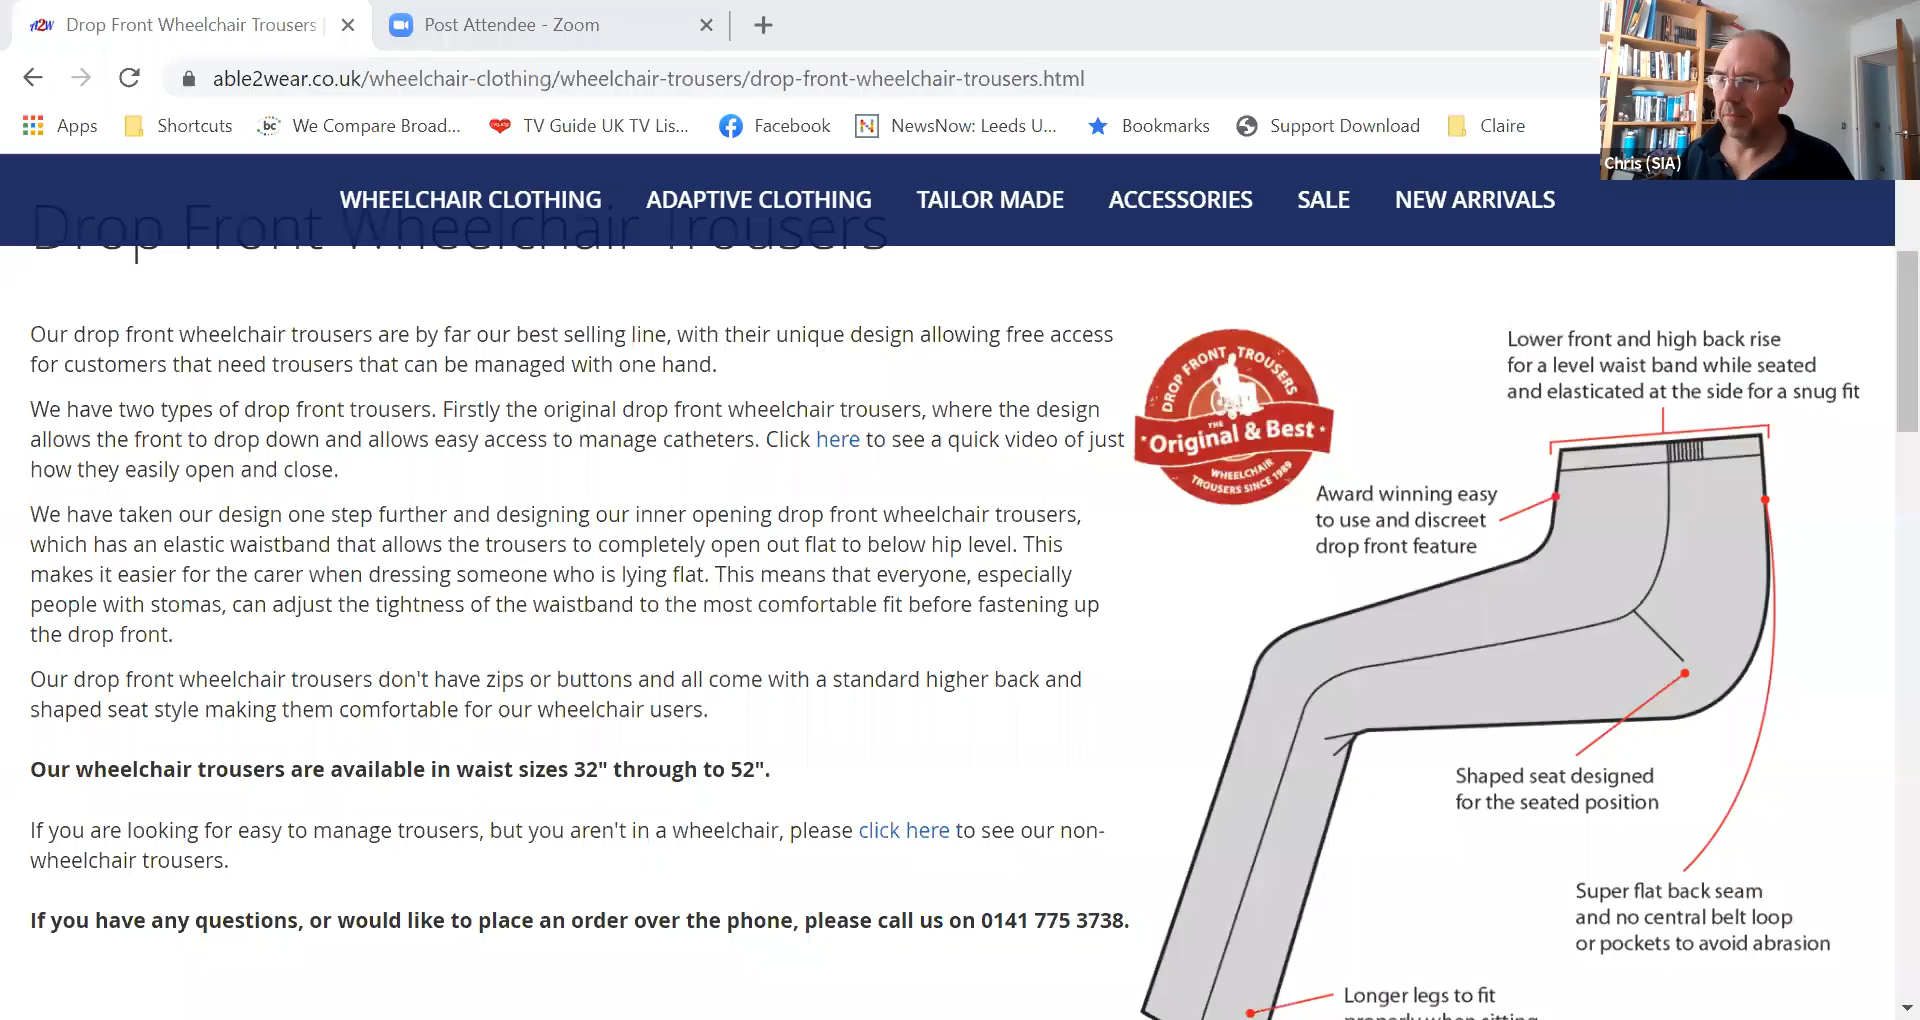 Drop Front Wheelchair Trousers |
Post Attendee - Zoom
able2wear.co.uk/wheelchair-clothing/wheelchair-trousers/drop-front-wheelchair-trousers.html
Apps
Shortcuts
bc
We Compare Broad...
TV Guide UK TV Lis...
Facebook
N
NewsNow: Leeds U...
Bookmarks
Support Download
Claire
Chris (SIA)
WHEELCHAIR CLOTHING
ADAPTIVE CLOTHING
TAILOR MADE
ACCESSORIES
SALE
NEW ARRIVALS
Drop Front Wheelchair Trousers
Our drop front wheelchair trousers are by far our best selling line, with their unique design allowing free access
for customers that need trousers that can be managed with one hand.
We have two types of drop front trousers. Firstly the original drop front wheelchair trousers, where the design
allows the front to drop down and allows easy access to manage catheters. Click here to see a quick video of just
how they easily open and close.
We have taken our design one step further and designing our inner opening drop front wheelchair trousers,
which has an elastic waistband that allows the trousers to completely open out flat to below hip level. This
makes it easier for the carer when dressing someone who is lying flat. This means that everyone, especially
people with stomas, can adjust the tightness of the waistband to the most comfortable fit before fastening up
the drop front.
Our drop front wheelchair trousers don't have zips or buttons and all come with a standard higher back and
shaped seat style making them comfortable for our wheelchair users.
Our wheelchair trousers are available in waist sizes 32" through to 52".
If you are looking for easy to manage trousers, but you aren't in a wheelchair, please click here to see our non-
wheelchair trousers.
If you have any questions, or would like to place an order over the phone, please call us on 0141 775 3738.
DROP FRONT TROUSERS
THE
Original & Best
WHEELCHAIR
TROUSERS SINCE 1989
Lower front and high back rise
for a level waist band while seated
and elasticated at the side for a snug fit
Award winning easy
to use and discreet
drop front feature
Shaped seat designed
for the seated position
Super flat back seam
and no central belt loop
or pockets to avoid abrasion
Longer legs to fit
properly when sitting